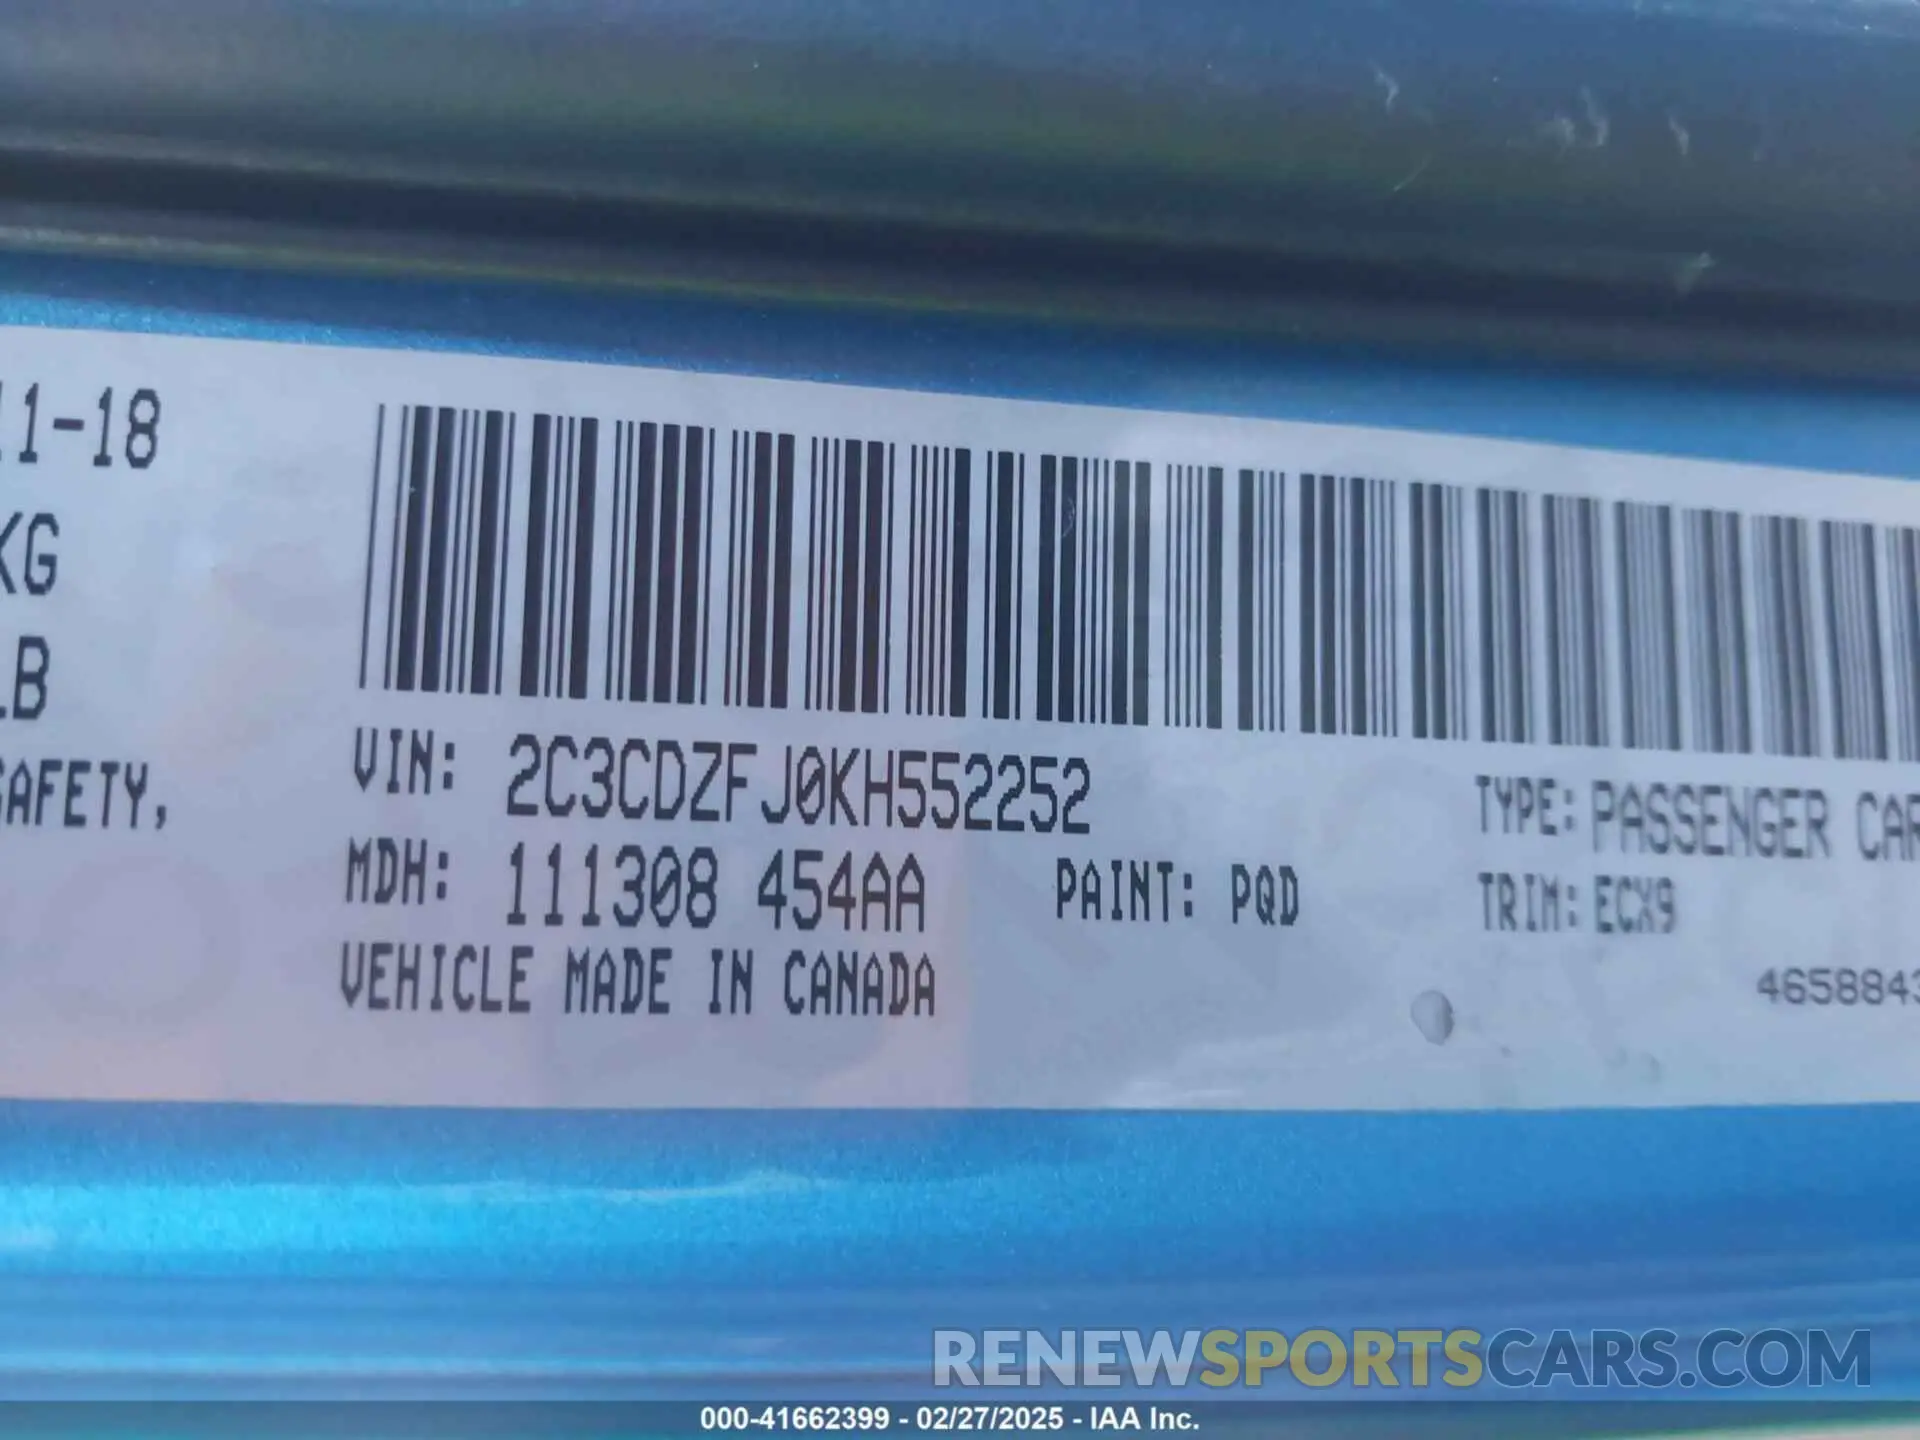 11-18
KG
LB
SAFETY,
VIN: 2C3CDZFJ0KH552252
TYPE: PASSENGER CAR
MDH: 111308 454AA
PAINT: PQD
TRIM: ECX9
VEHICLE MADE IN CANADA
4658843
RENEWSPORTSCARS.COM
000-41662399 - 02/27/2025 - IAA Inc.